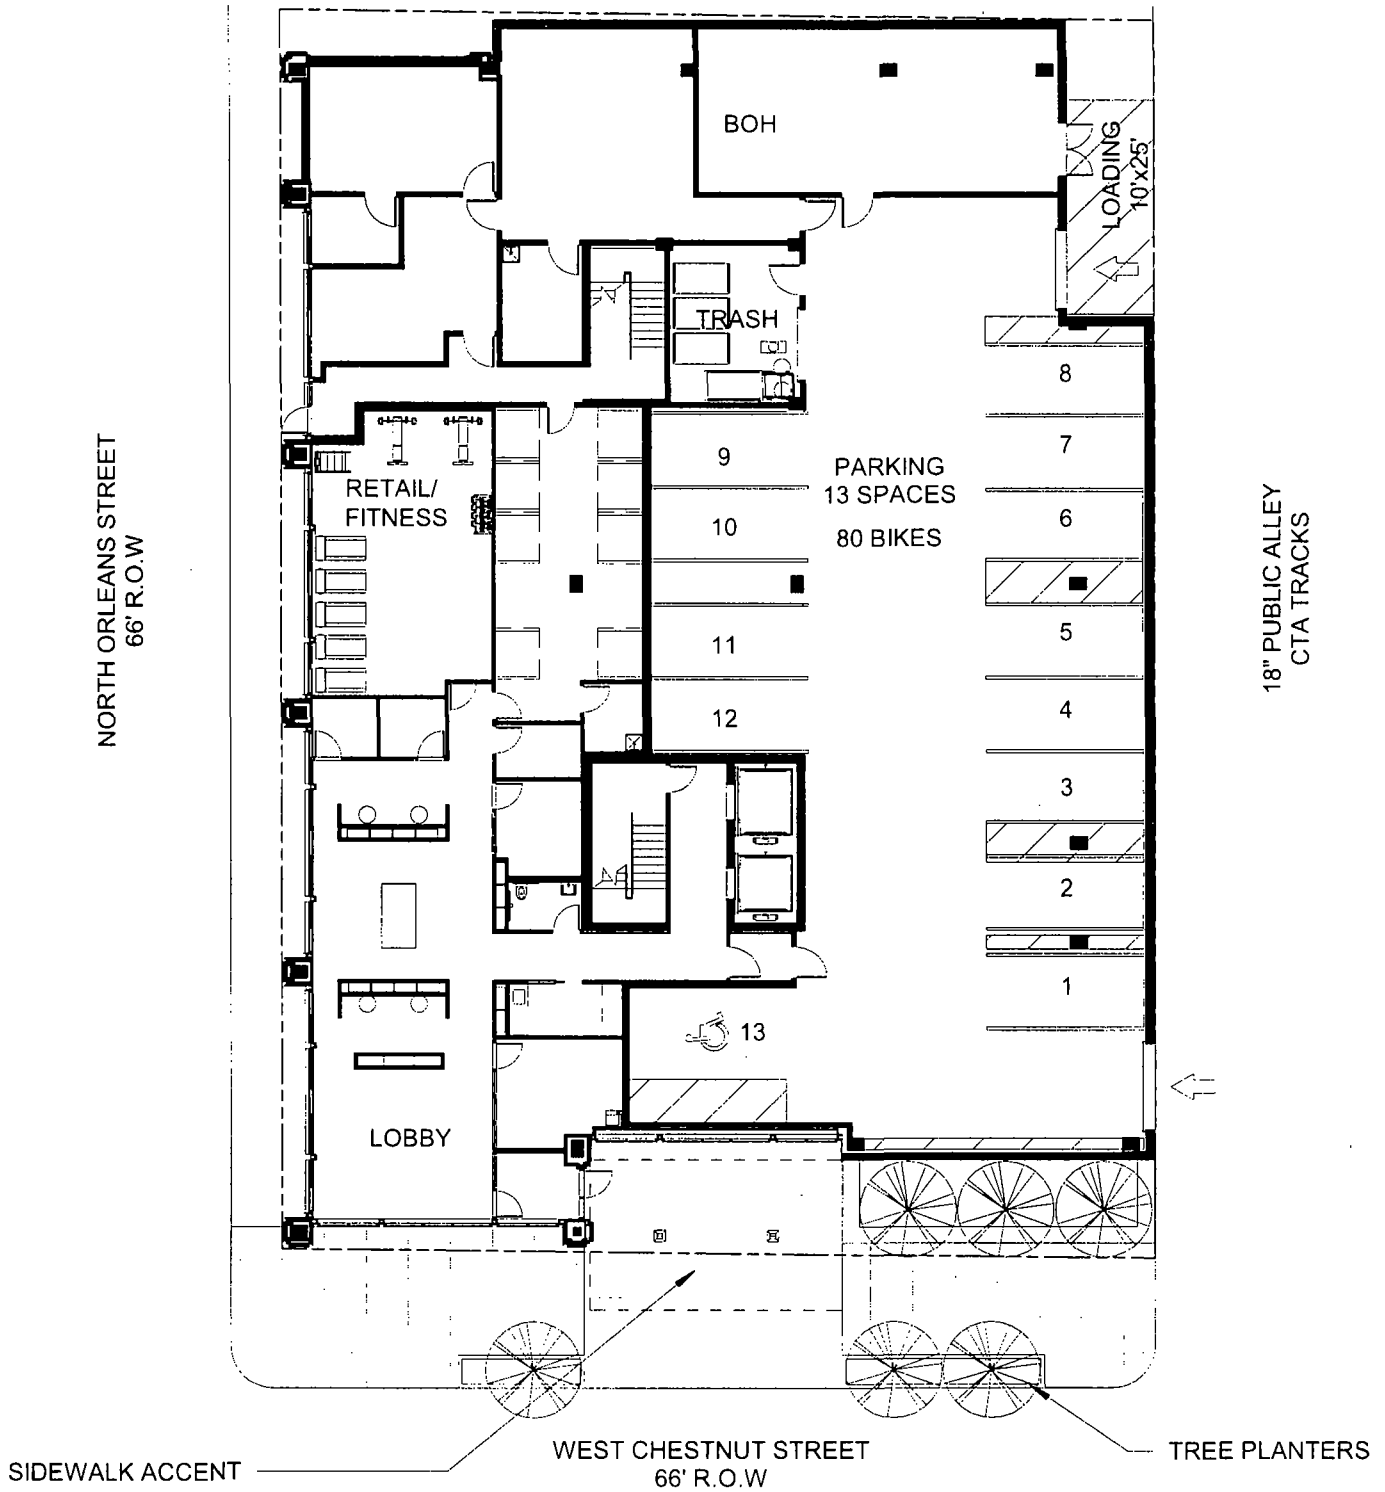 BOH
LOADING
10'x25'
TRASH
8
7
6
5
4
3
2
1
9
10
11
12
13
PARKING
13 SPACES
80 BIKES
RETAIL/
FITNESS
LOBBY
NORTH ORLEANS STREET
66' R.O.W
18" PUBLIC ALLEY
CTA TRACKS
WEST CHESTNUT STREET
66' R.O.W
SIDEWALK ACCENT
TREE PLANTERS